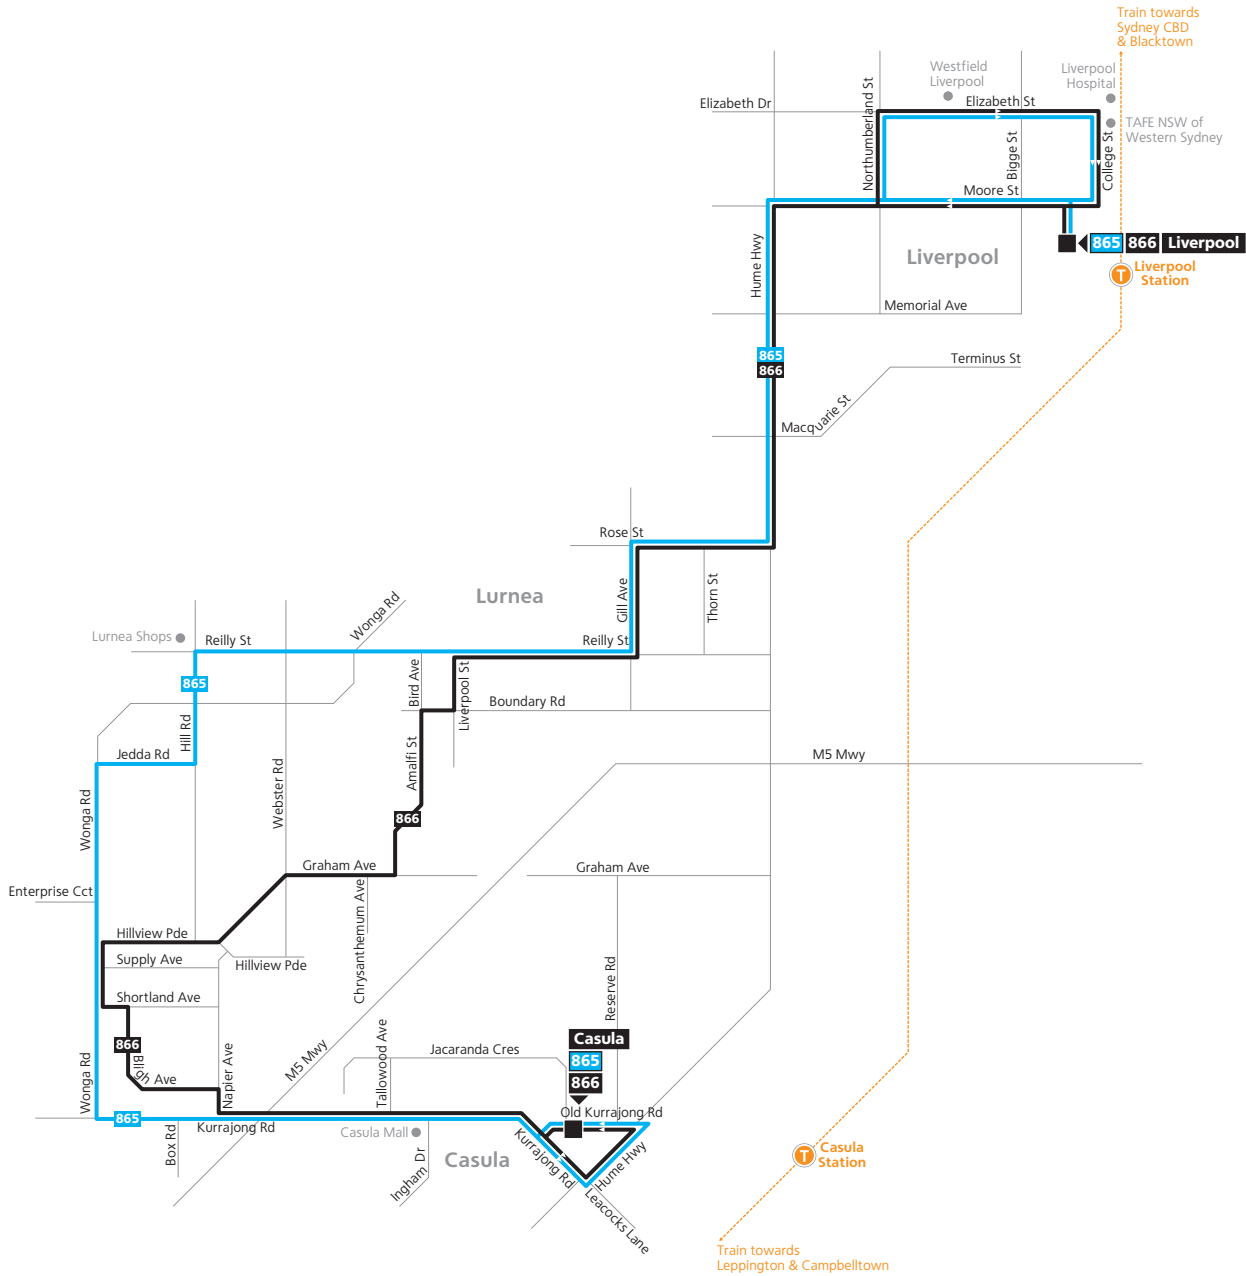 Train towards
Sydney CBD
& Blacktown
Westfield
Liverpool
Liverpool
Hospital
Elizabeth Dr
Northumberland St
Elizabeth St
TAFE NSW of
Western Sydney
Bigge St
College St
Moore St
865 866 Liverpool
Hume Hwy
Liverpool
Liverpool
Station
T
Memorial Ave
865
866
Terminus St
Macquarie St
Rose St
Gill Ave
Thorn St
Lurnea
Wonga Rd
Lurnea Shops
Reilly St
Reilly St
865
Bird Ave
Liverpool St
Boundary Rd
Hill Rd
Jedda Rd
Amalfi St
M5 Mwy
Webster Rd
Wonga Rd
866
Graham Ave
Graham Ave
Enterprise Cct
Chrysanthemum Ave
Hillview Pde
Supply Ave
Hillview Pde
Shortland Ave
Reserve Rd
866
Bligh Ave
Napier Ave
M5 Mwy
Tallowood Ave
Jacaranda Cres
Casula
865
866
Wonga Rd
865
Kurrajong Rd
Old Kurrajong Rd
Box Rd
Casula Mall
Casula
Ingham Dr
Kurrajong Rd
Hume Hwy
Leacocks Lane
T
Casula
Station
Train towards
Leppington & Campbelltown